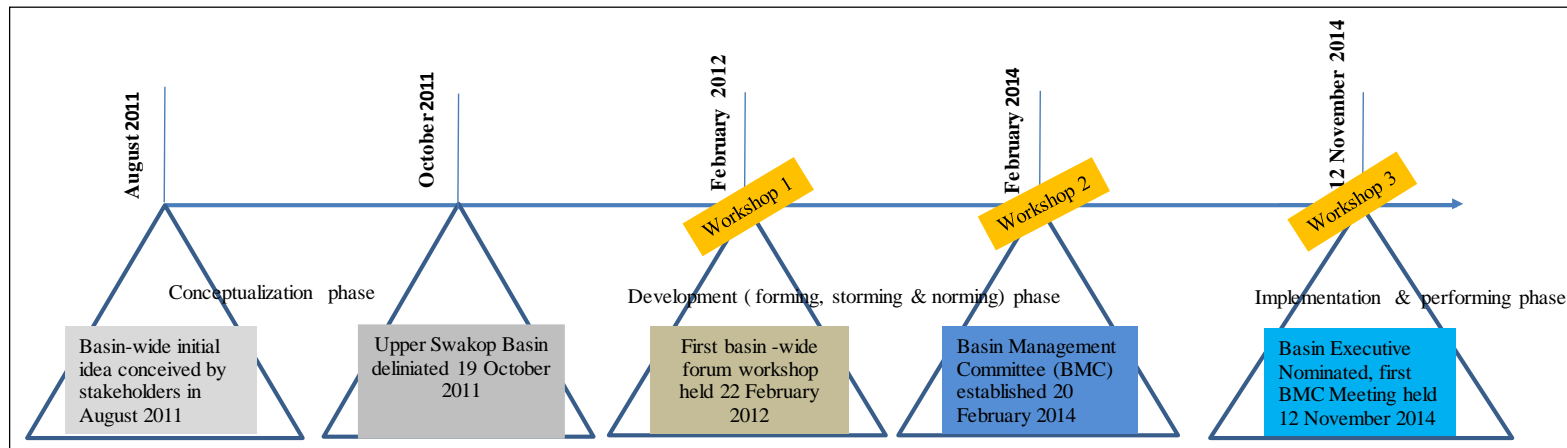 August 2011
October 2011
February 2012
February 2014
12 November 2014
Workshop 1
Workshop 2
Workshop 3
Conceptualization phase
Development ( forming, storming & norming) phase
Implementation & performing phase
Basin-wide initial
idea conceived by
stakeholders in
August 2011
Upper Swakop Basin
deliniated 19 October
2011
First basin -wide
forum workshop
held 22 February
2012
Basin Management
Committee (BMC)
established 20
February 2014
Basin Executive
Nominated, first
BMC Meeting held
12 November 2014